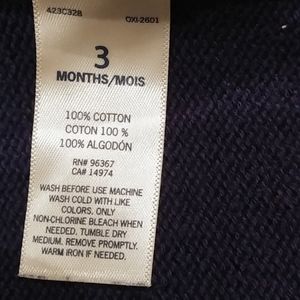 423C328 OXI-2601
3
MONTHS/MOIS
100% COTTON
COTON 100 %
100% ALGODÓN
RN# 96367
CA# 14974
WASH BEFORE USE MACHINE
WASH COLD WITH LIKE
COLORS, ONLY
NON-CHLORINE BLEACH WHEN
NEEDED. TUMBLE DRY
MEDIUM. REMOVE PROMPTLY.
WARM IRON IF NEEDED.